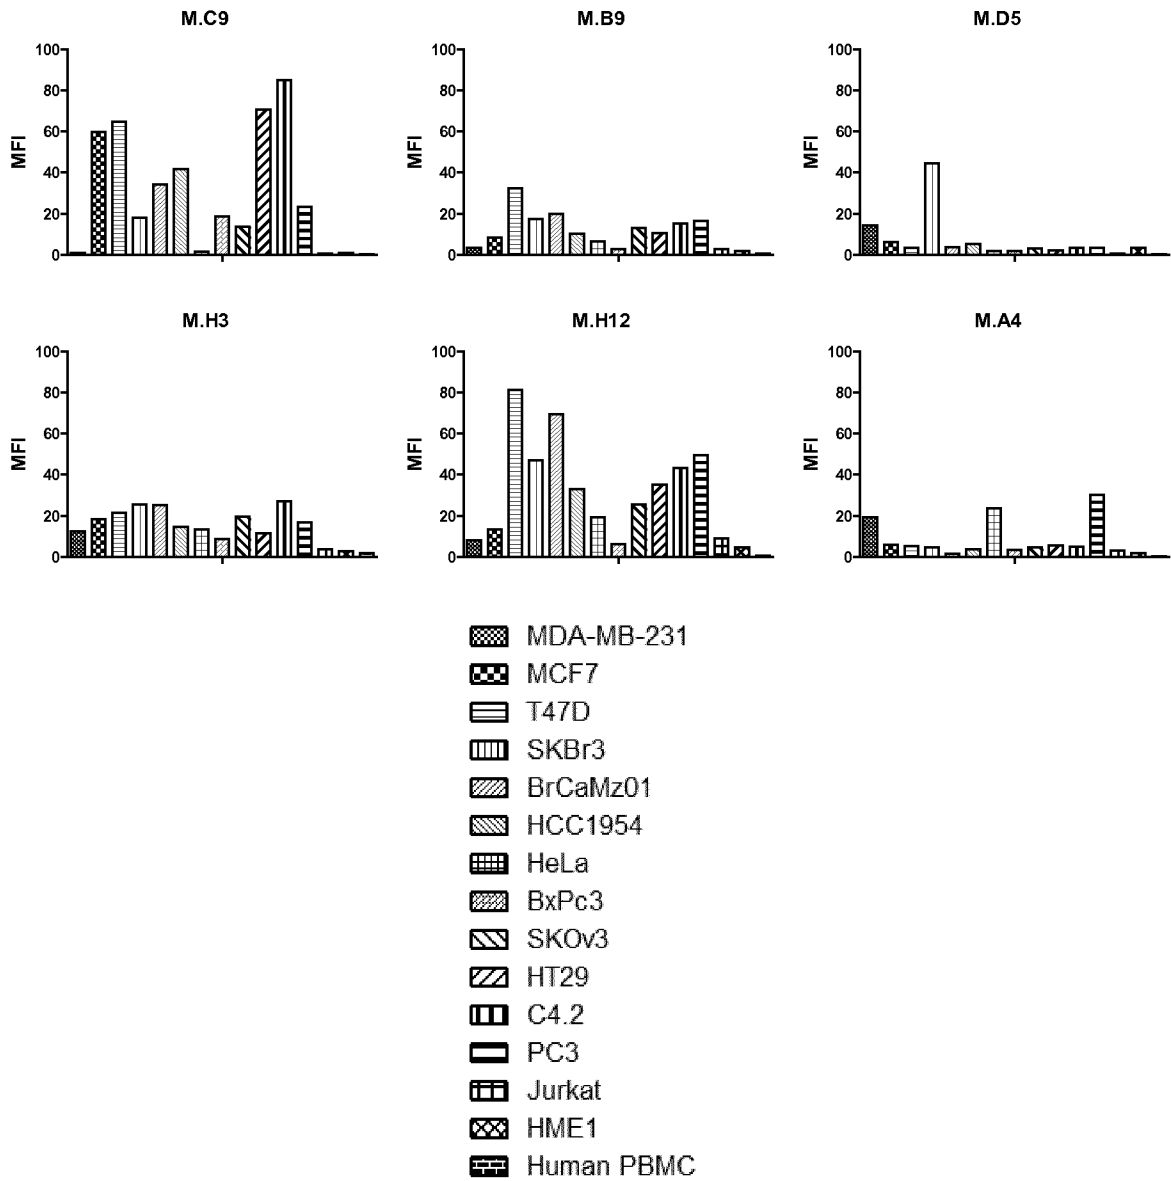 M.C9 M.B9 M.D5
100 100 100
80 80 80
60 60 60
MFI MFI MFI
40 40 40
20 20 20
0 0 0
M.H3 M.H12 M.A4
100 100 100
80 80 80
60 60 60
MFI MFI MFI
40 40 40
20 20 20
0 0 0
MDA-MB-231
MCF7
T47D
SKBr3
BrCaMz01
HCC1954
HeLa
BxPc3
SKOv3
HT29
C4.2
PC3
Jurkat
HME1
Human PBMC